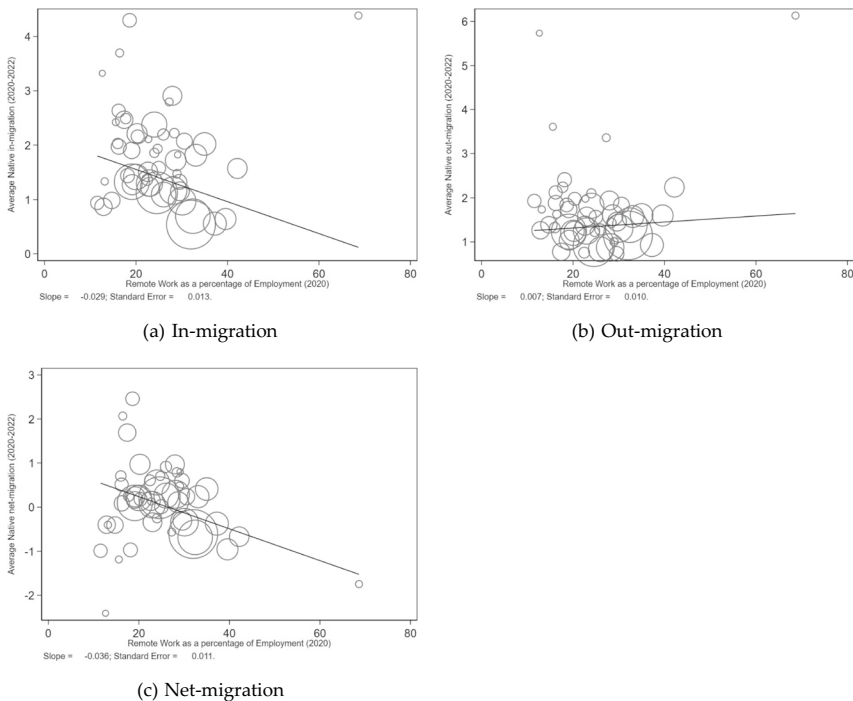 4
3
2
1
0
Average Native in-migration (2020-2022)
0 20 40 60 80
Remote Work as a percentage of Employment (2020)
Slope = -0.029; Standard Error = 0.013.
(a) In-migration
6
5
4
3
2
1
Average Native out-migration (2020-2022)
0 20 40 60 80
Remote Work as a percentage of Employment (2020)
Slope = 0.007; Standard Error = 0.010.
(b) Out-migration
3
2
1
0
-1
-2
Average Native net-migration (2020-2022)
0 20 40 60 80
Remote Work as a percentage of Employment (2020)
Slope = -0.036; Standard Error = 0.011.
(c) Net-migration